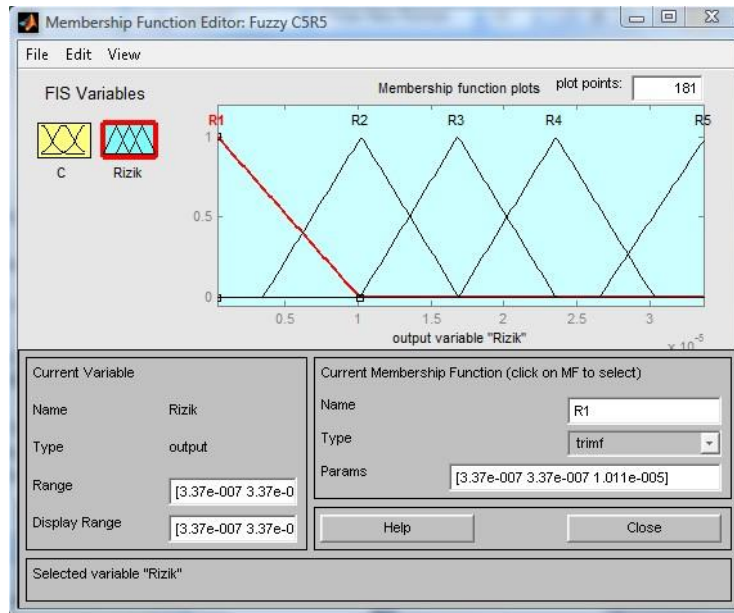 Membership Function Editor: Fuzzy C5R5
File Edit View
FIS Variables
Membership function plots plot points: 181
C
Rizik
R1 R2 R3 R4 R5
1
0.5
0
0.5 1 1.5 2 2.5 3
output variable "Rizik"
x 10-5
Current Variable
Name Rizik
Type output
Range [3.37e-007 3.37e-0
Display Range [3.37e-007 3.37e-0
Current Membership Function (click on MF to select)
Name R1
Type trimf
Params [3.37e-007 3.37e-007 1.011e-005]
Help Close
Selected variable "Rizik"